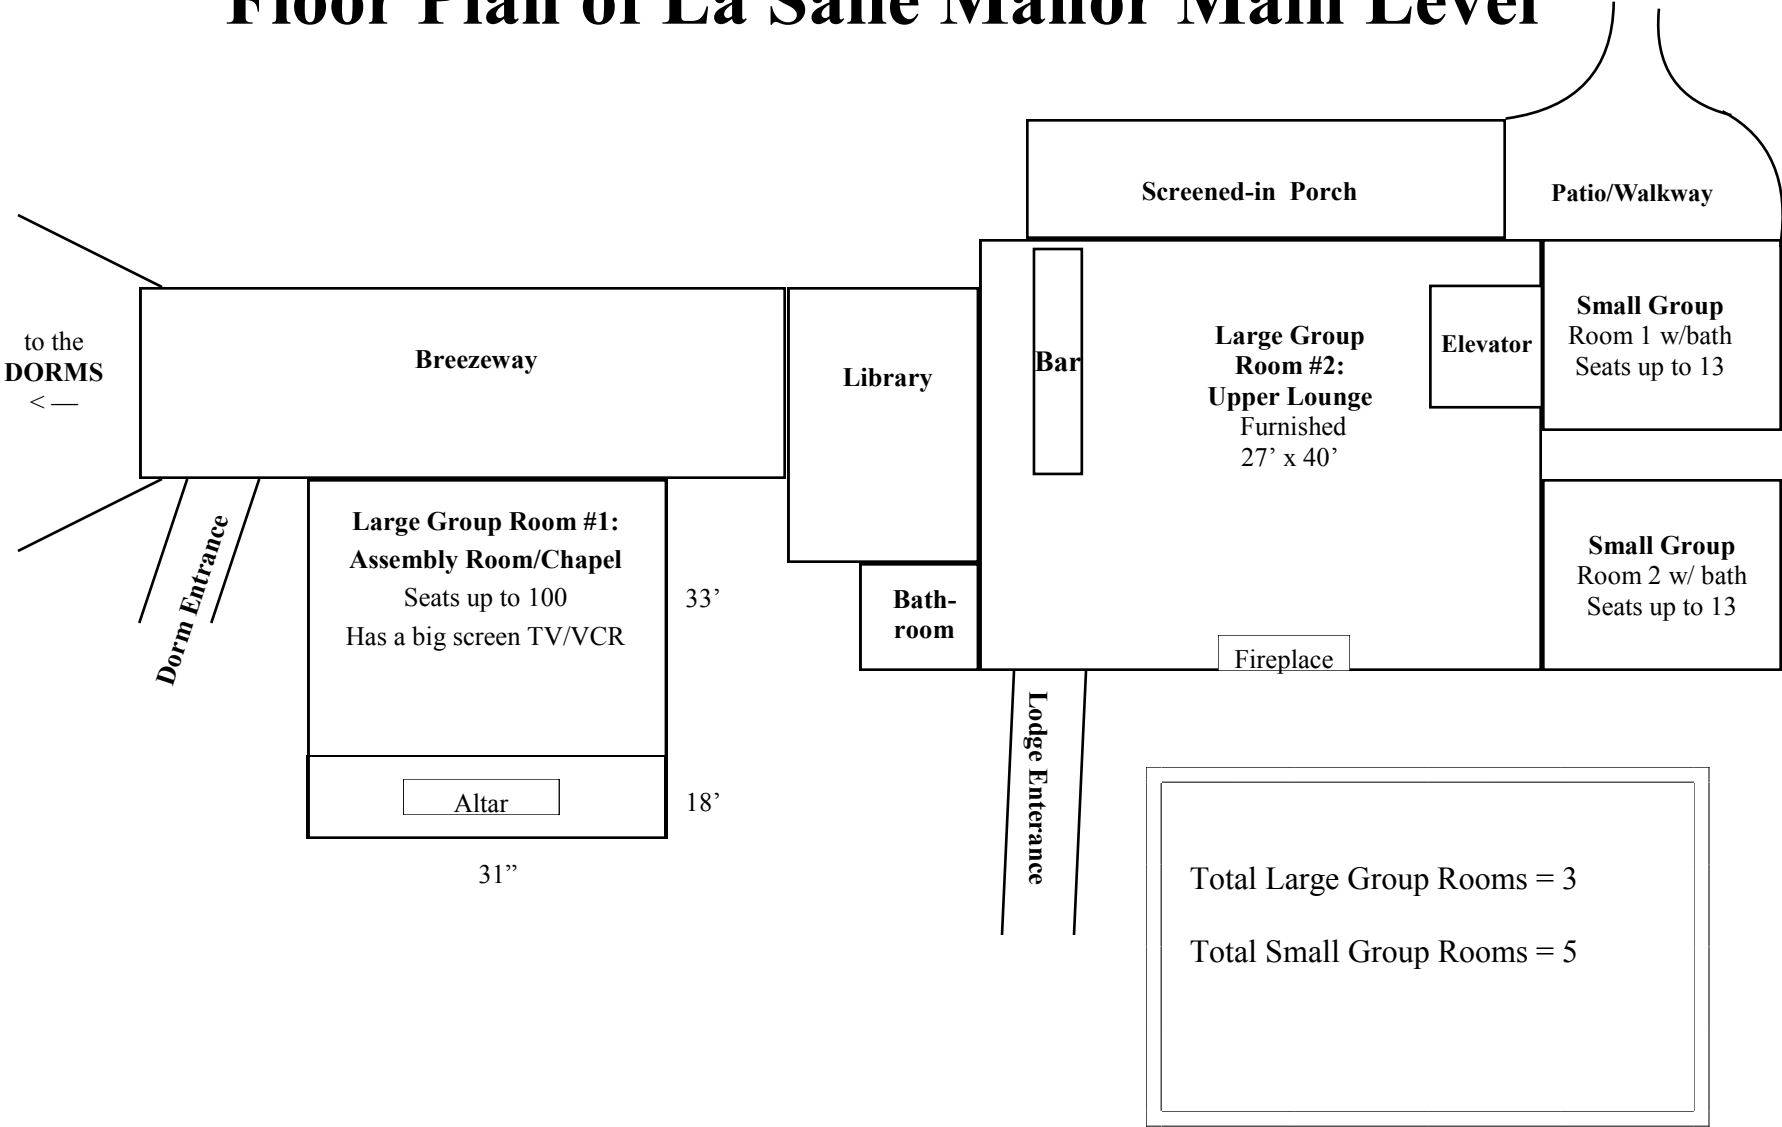 Floor Plan of La Salle Manor Main Level
Screened-in Porch
Patio/Walkway
to the
DORMS
< —
Breezeway
Library
Bar
Large Group
Room #2:
Upper Lounge
Furnished
27’ x 40’
Elevator
Small Group
Room 1 w/bath
Seats up to 13
Dorm Entrance
Large Group Room #1:
Assembly Room/Chapel
Seats up to 100
Has a big screen TV/VCR
33’
Bath-
room
Small Group
Room 2 w/ bath
Seats up to 13
Fireplace
Lodge Enterance
Altar
18’
31”
Total Large Group Rooms = 3
Total Small Group Rooms = 5